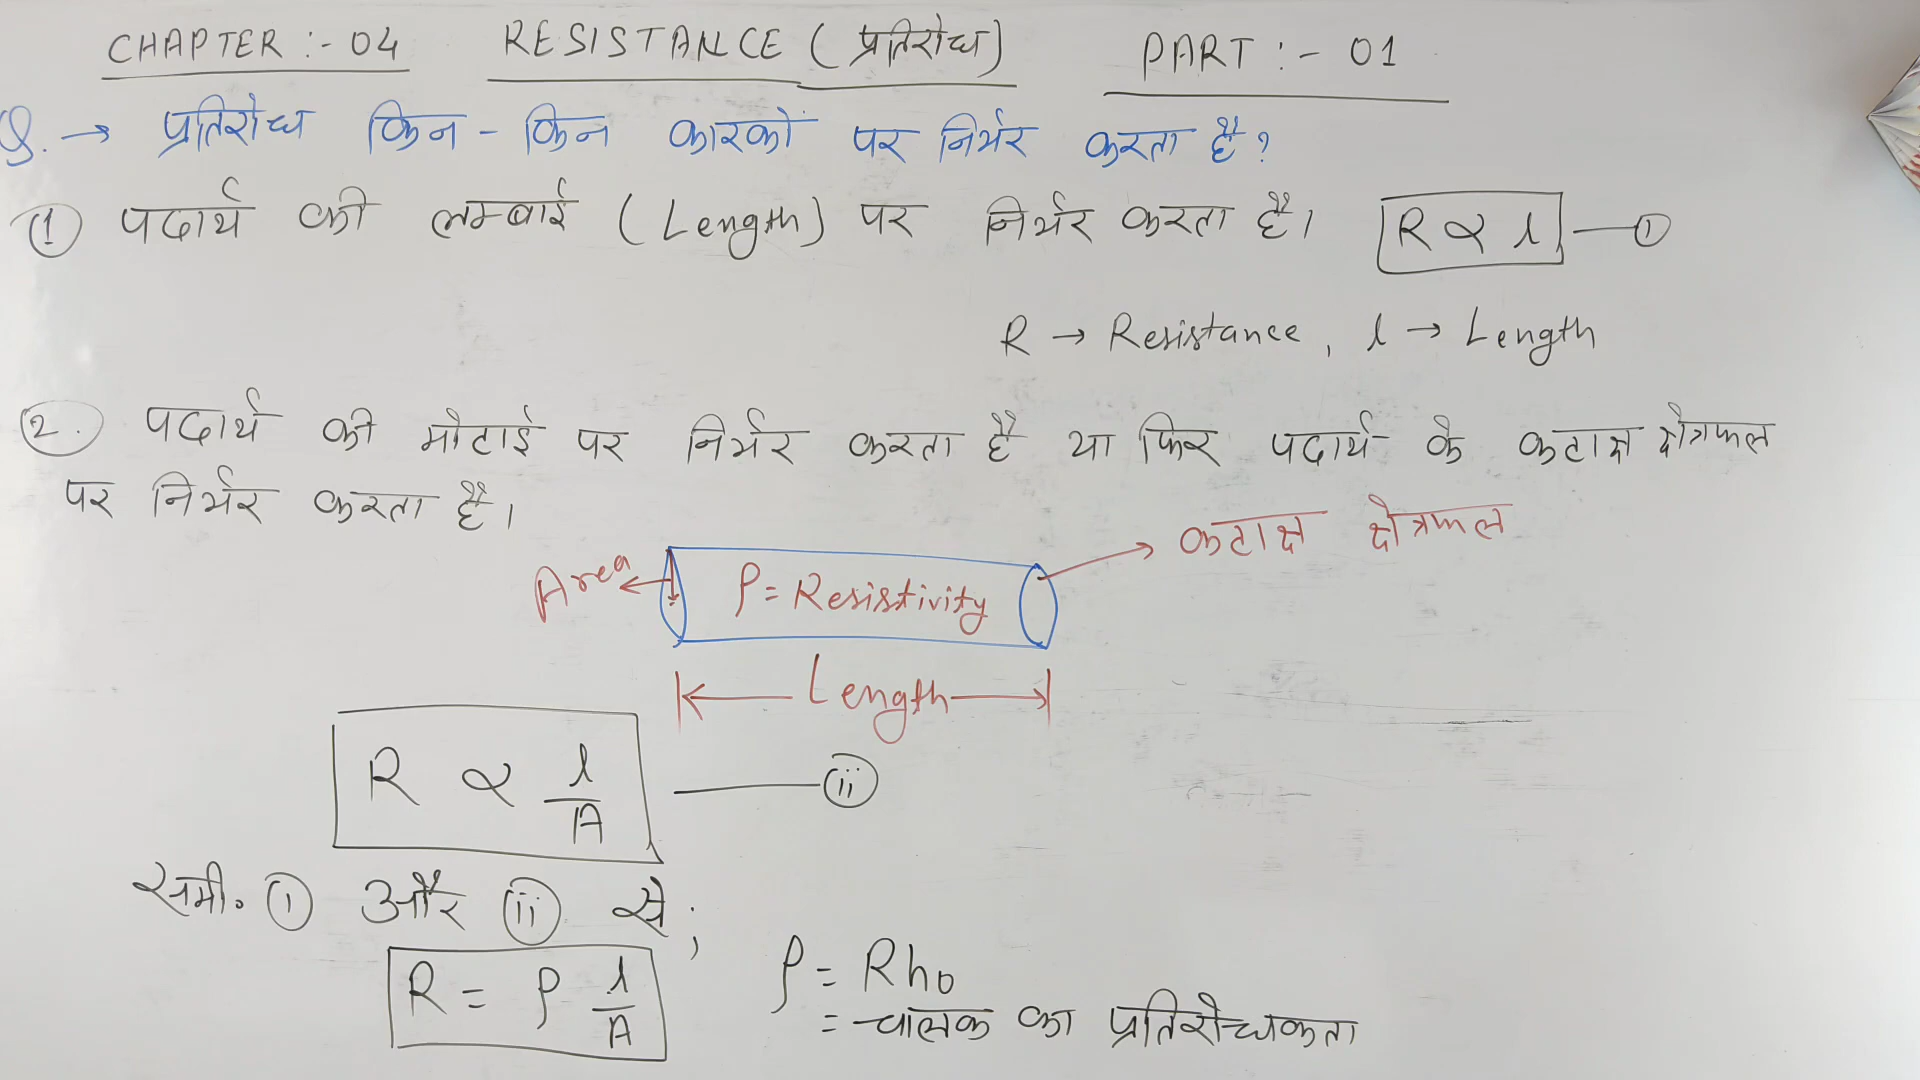 CHAPTER :- 04 RESISTANCE (प्रतिरोध) PART :- 01
Q. → प्रतिरोध किन - किन कारकों पर निर्भर करता है?
① पदार्थ की लम्बाई (Length) पर निर्भर करता है। R ∝ l — ①
R → Resistance, l → Length
② पदार्थ की मोटाई पर निर्भर करता है या फिर पदार्थ के कटाक्ष क्षेत्रफल
पर निर्भर करता है।
कटाक्ष क्षेत्रफल
Area ρ = Resistivity
Length
R ∝ l/A — ⅱ
समी. ① और ⅱ से;
R = ρ l/A
ρ = Rho
= चालक का प्रतिरोधकता